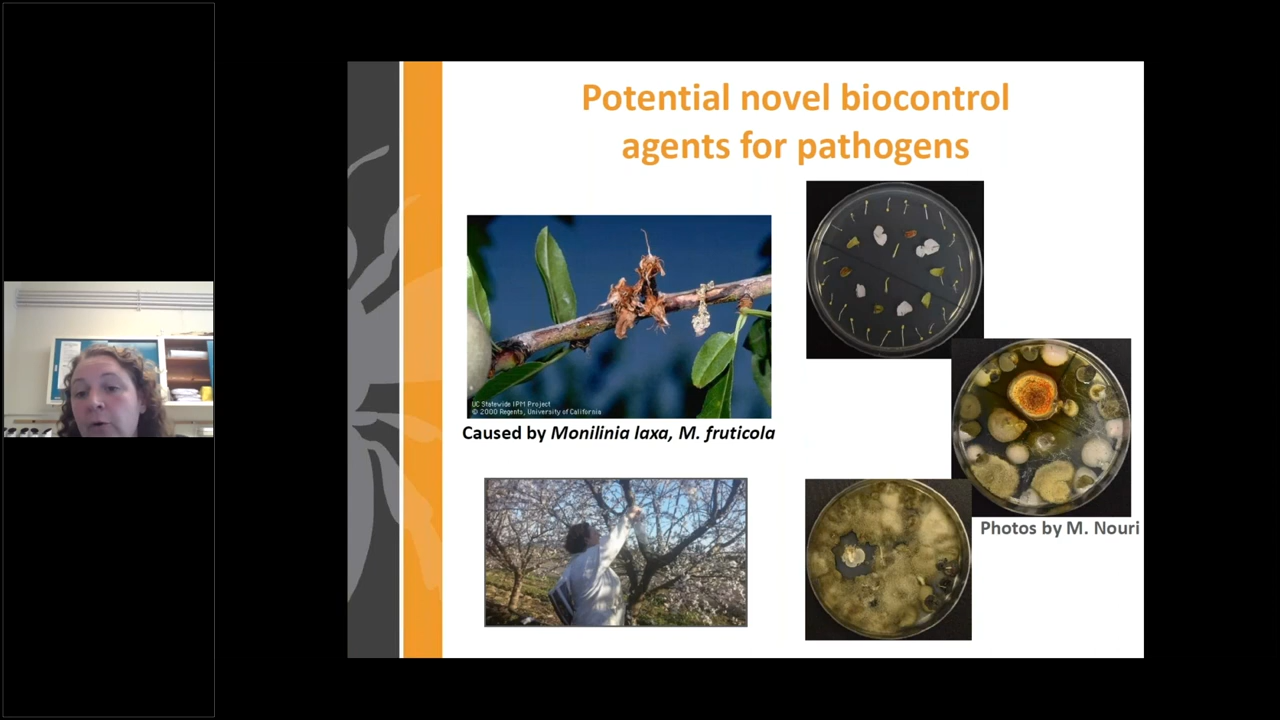 Potential novel biocontrol
agents for pathogens
UC Statewide IPM Project
© 2000 Regents, University of California
Caused by Monilinia laxa, M. fruticola
Photos by M. Nouri